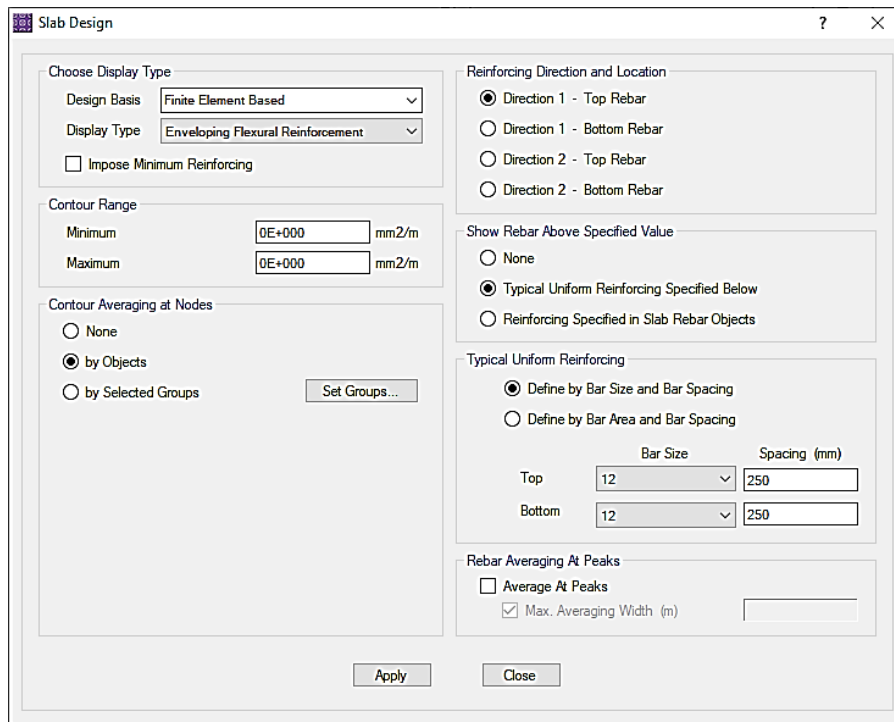 Slab Design
?
Choose Display Type
Design Basis Finite Element Based
Display Type Enveloping Flexural Reinforcement
Impose Minimum Reinforcing
Contour Range
Minimum 0E+000 mm2/m
Maximum 0E+000 mm2/m
Contour Averaging at Nodes
None
by Objects
by Selected Groups Set Groups...
Reinforcing Direction and Location
Direction 1 - Top Rebar
Direction 1 - Bottom Rebar
Direction 2 - Top Rebar
Direction 2 - Bottom Rebar
Show Rebar Above Specified Value
None
Typical Uniform Reinforcing Specified Below
Reinforcing Specified in Slab Rebar Objects
Typical Uniform Reinforcing
Define by Bar Size and Bar Spacing
Define by Bar Area and Bar Spacing
Bar Size Spacing (mm)
Top 12 250
Bottom 12 250
Rebar Averaging At Peaks
Average At Peaks
Max. Averaging Width (m)
Apply Close